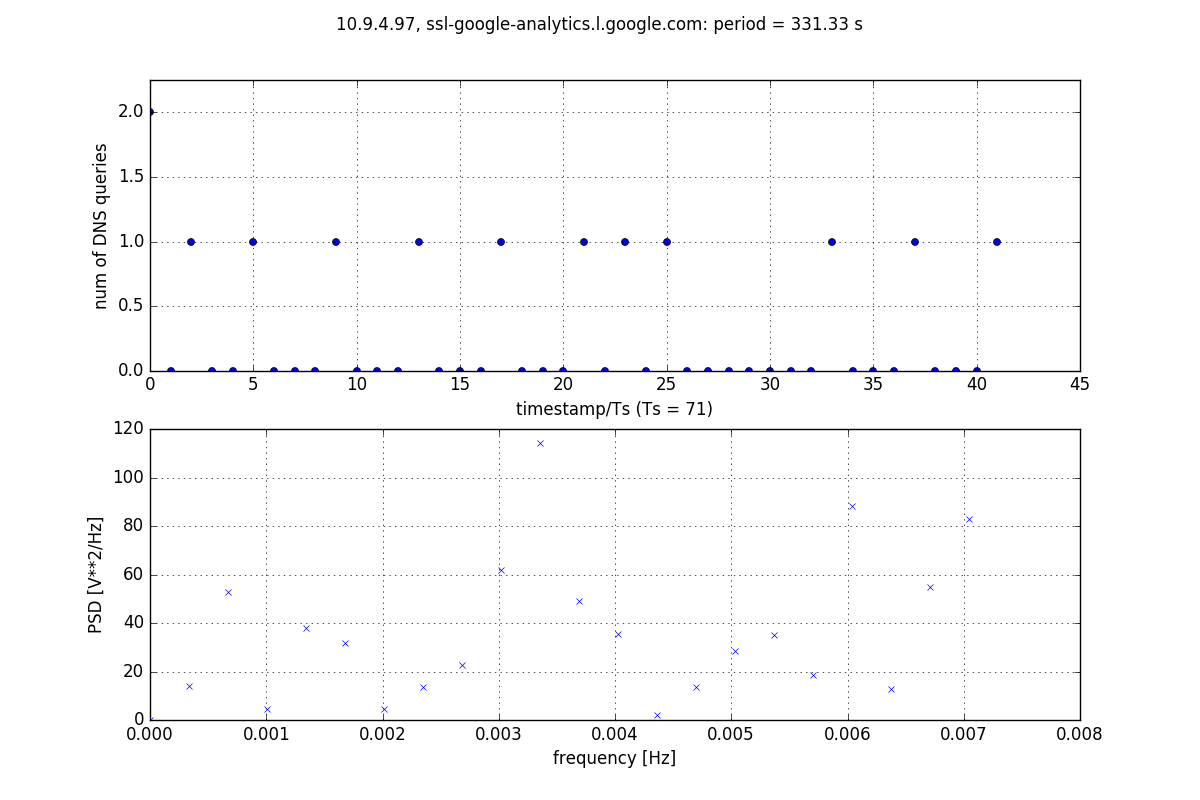 10.9.4.97, ssl-google-analytics.l.google.com: period = 331.33 s
2.0
1.5
1.0
0.5
0.0
num of DNS queries
0 5 10 15 20 25 30 35 40 45
timestamp/Ts (Ts = 71)
120
100
80
60
40
20
0
PSD [V**2/Hz]
0.000 0.001 0.002 0.003 0.004 0.005 0.006 0.007 0.008
frequency [Hz]